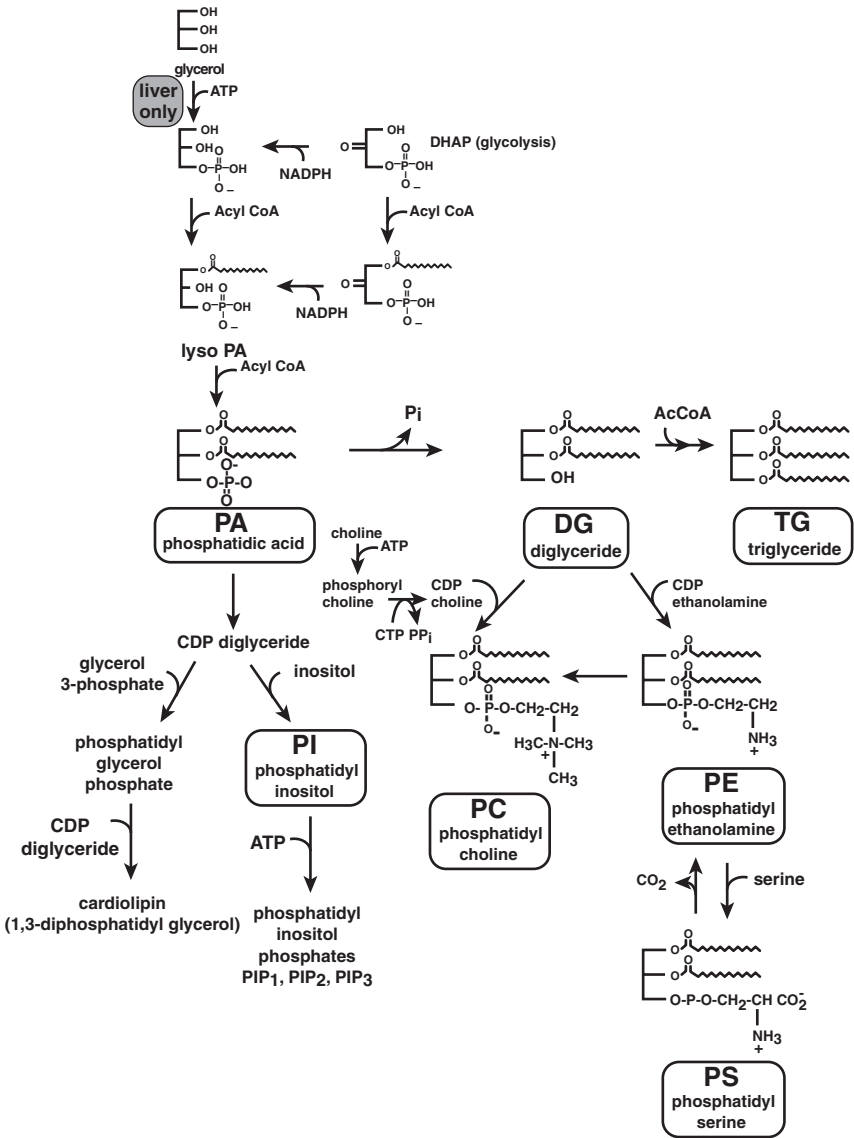 OH
OH
OH
glycerol
liver
only
ATP
OH
OH
O
O-P-OH
O –
NADPH
OH
O
O
O-P-OH
O –
DHAP (glycolysis)
Acyl CoA
Acyl CoA
O
O
OH
O
O-P-OH
O –
NADPH
O
O
O
O
O-P-OH
O –
lyso PA
Acyl CoA
O
O
O
O
O-
O-P-O
O
Pi
O
O
O
O
OH
AcCoA
O
O
O
O
O
O
PA
phosphatidic acid
DG
diglyceride
TG
triglyceride
choline
ATP
phosphoryl
choline
CTP PPi
CDP
choline
CDP
ethanolamine
CDP diglyceride
glycerol
3-phosphate
inositol
O
O
O
O
O
O-P-O-CH2-CH2
O-
H3C-N-CH3
+
CH3
O
O
O
O
O
O-P-O-CH2-CH2
O-
NH3
+
phosphatidyl
glycerol
phosphate
PI
phosphatidyl
inositol
PC
phosphatidyl
choline
PE
phosphatidyl
ethanolamine
CDP
diglyceride
ATP
CO2
serine
cardiolipin
(1,3-diphosphatidyl glycerol)
phosphatidyl
inositol
phosphates
PIP1, PIP2, PIP3
O
O
O
O
O-P-O-CH2-CH CO2-
NH3
+
PS
phosphatidyl
serine